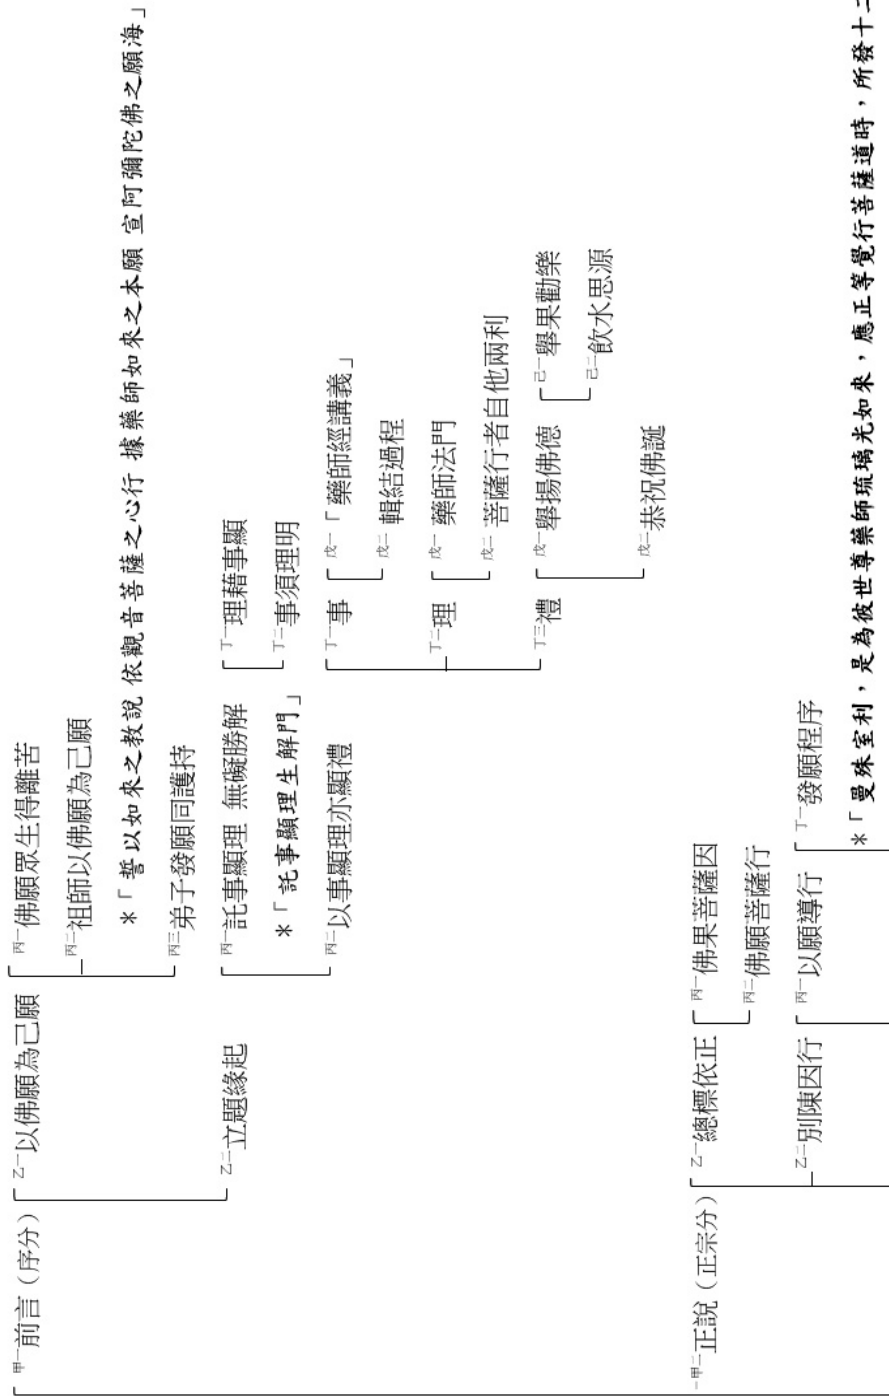 甲一前言（序分）
乙一以佛願為己願
丙一佛願眾生得離苦
丙二祖師以佛願為己願
＊「誓以如來之教說 依觀音菩薩之心行 據藥師如來之本願 宣阿彌陀佛之願海」
丙三弟子發願同護持
乙二立題緣起
丙一託事顯理 無礙勝解
丁一理藉事顯
丁二事須理明
＊「託事顯理生解門」
丙二以事顯理亦顯禮
丁一事
戊一「藥師經講義」
戊二輯結過程
丁二理
戊一藥師法門
戊二菩薩行者自他兩利
丁三禮
戊一舉揚佛德
己一舉果勸樂
己二飲水思源
戊二恭祝佛誕
甲二正說（正宗分）
乙一總標依正
丙一佛果菩薩因
丙二佛願菩薩行
乙二別陳因行
丙一以願導行
丁一發願程序
＊「曼殊室利，是為彼世尊藥師琉璃光如來，應正等覺行菩薩道時，所發十二